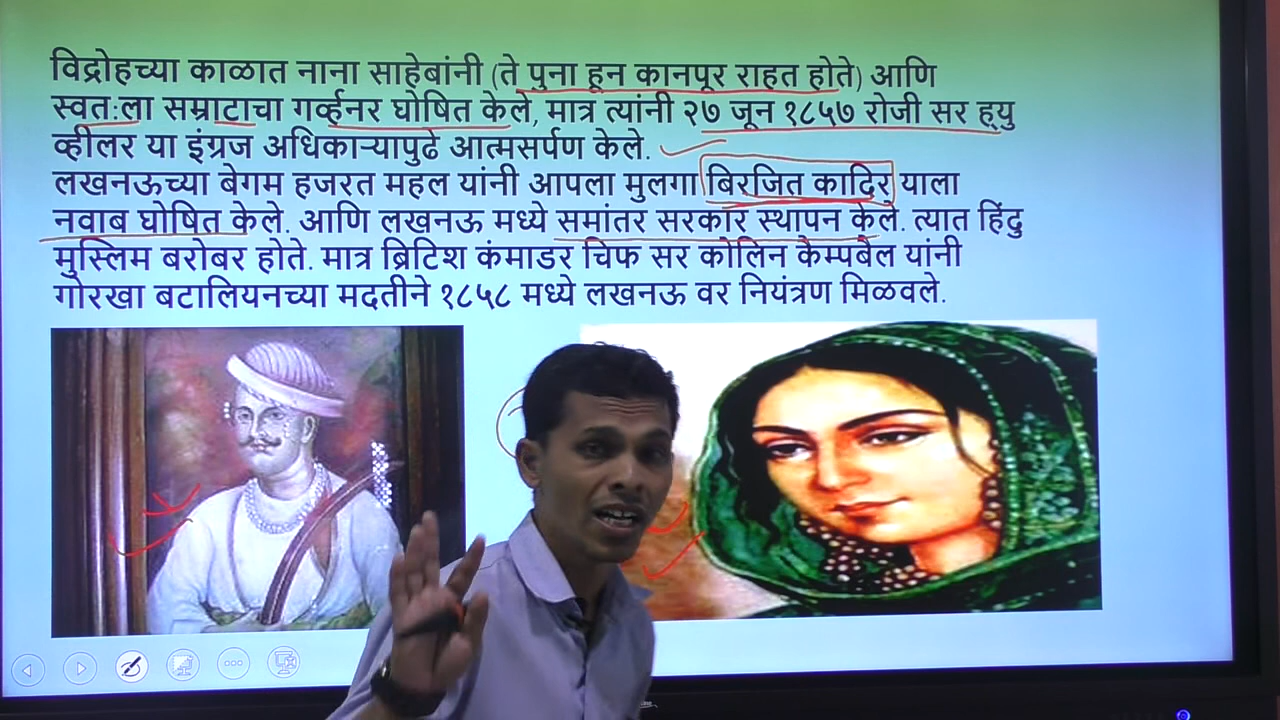 विद्रोहच्या काळात नाना साहेबांनी (ते पुना हून कानपूर राहत होते) आणि
स्वत:ला सम्राटाचा गर्व्हनर घोषित केले, मात्र त्यांनी २७ जून १८५७ रोजी सर ह्यु
व्हीलर या इंग्रज अधिकाऱ्यापुढे आत्मसर्पण केले.
लखनऊच्या बेगम हजरत महल यांनी आपला मुलगा बिरजित कादिर याला
नवाब घोषित केले. आणि लखनऊ मध्ये समांतर सरकार स्थापन केले. त्यात हिंदु
मुस्लिम बरोबर होते. मात्र ब्रिटिश कंमाडर चिफ सर कोलिन कैम्पबैल यांनी
गोरखा बटालियनच्या मदतीने १८५८ मध्ये लखनऊ वर नियंत्रण मिळवले.